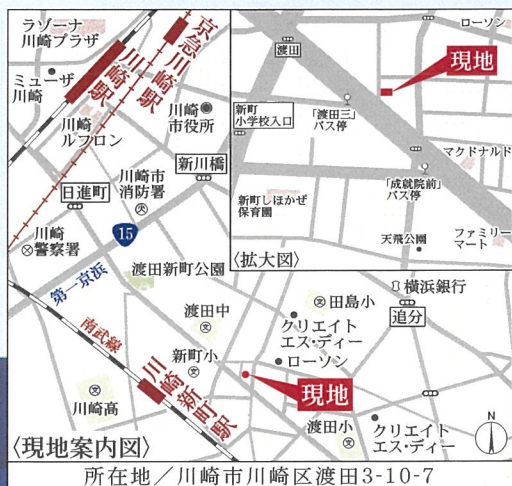 ラゾーナ
川崎プラザ
京急川崎駅
川崎駅
ミューザ
川崎
川崎
ルフロン
川崎
市役所
新川橋
川崎市
消防署
日進町
川崎
警察署
15
第一京浜
渡田新町公園
南武線
渡田中
新町小
川崎新町駅
川崎高
田島小
クリエイト
エス・ディー
ローソン
横浜銀行
追分
現地
渡田小
クリエイト
エス・ディー
N
〈現地案内図〉
ローソン
渡田
現地
新町
小学校入口
「渡田三」
バス停
マクドナルド
「成就院前」
バス停
新町しほかぜ
保育園
天飛公園
ファミリー
マート
〈拡大図〉
所在地／川崎市川崎区渡田3-10-7